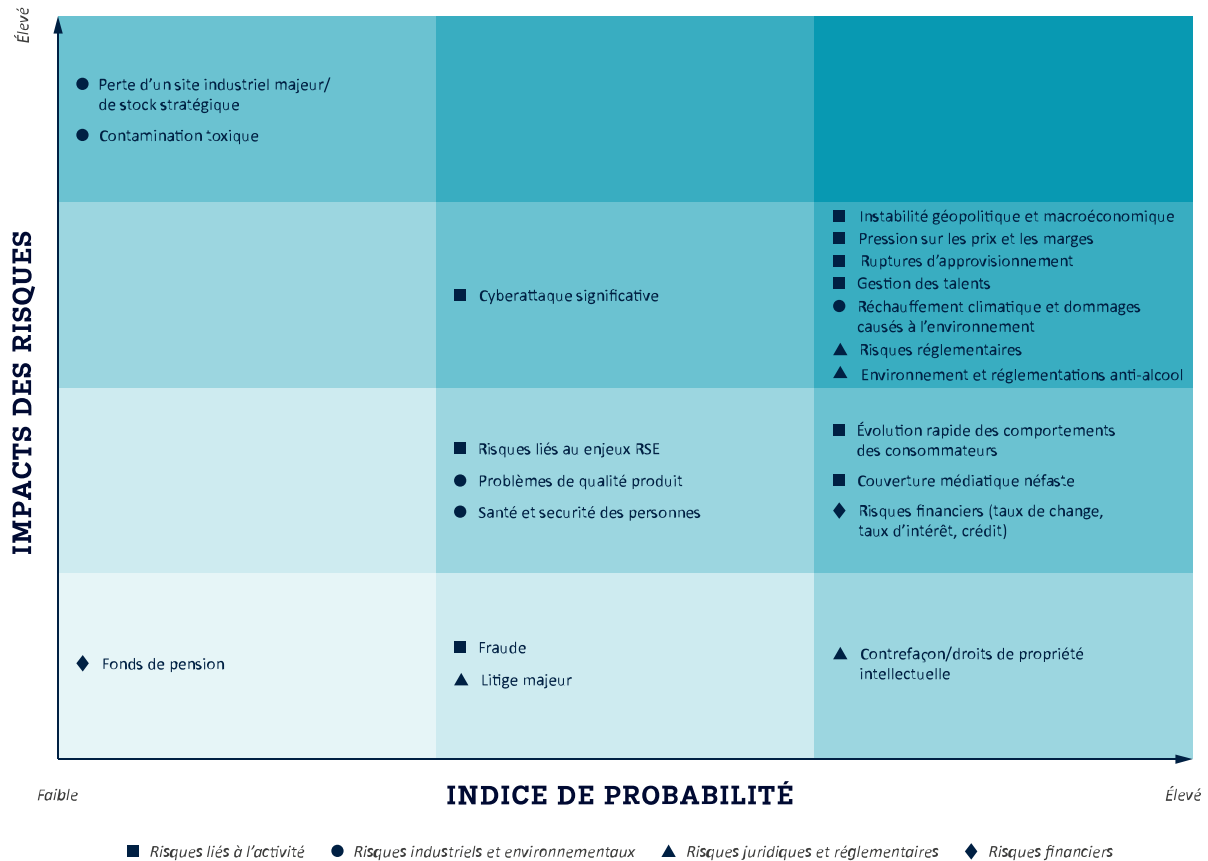 Élevé
IMPACTS DES RISQUES
Perte d'un site industriel majeur/
de stock stratégique
Contamination toxique
Instabilité géopolitique et macroéconomique
Pression sur les prix et les marges
Ruptures d'approvisionnement
Gestion des talents
Réchauffement climatique et dommages
causés à l'environnement
Risques réglementaires
Environnement et réglementations anti-alcool
Cyberattaque significative
Risques liés au enjeux RSE
Problèmes de qualité produit
Santé et securité des personnes
Évolution rapide des comportements
des consommateurs
Couverture médiatique néfaste
Risques financiers (taux de change,
taux d'intérêt, crédit)
Fonds de pension
Fraude
Litige majeur
Contrefaçon/droits de propriété
intellectuelle
Faible
INDICE DE PROBABILITÉ
Élevé
Risques liés à l'activité
Risques industriels et environnementaux
Risques juridiques et réglementaires
Risques financiers